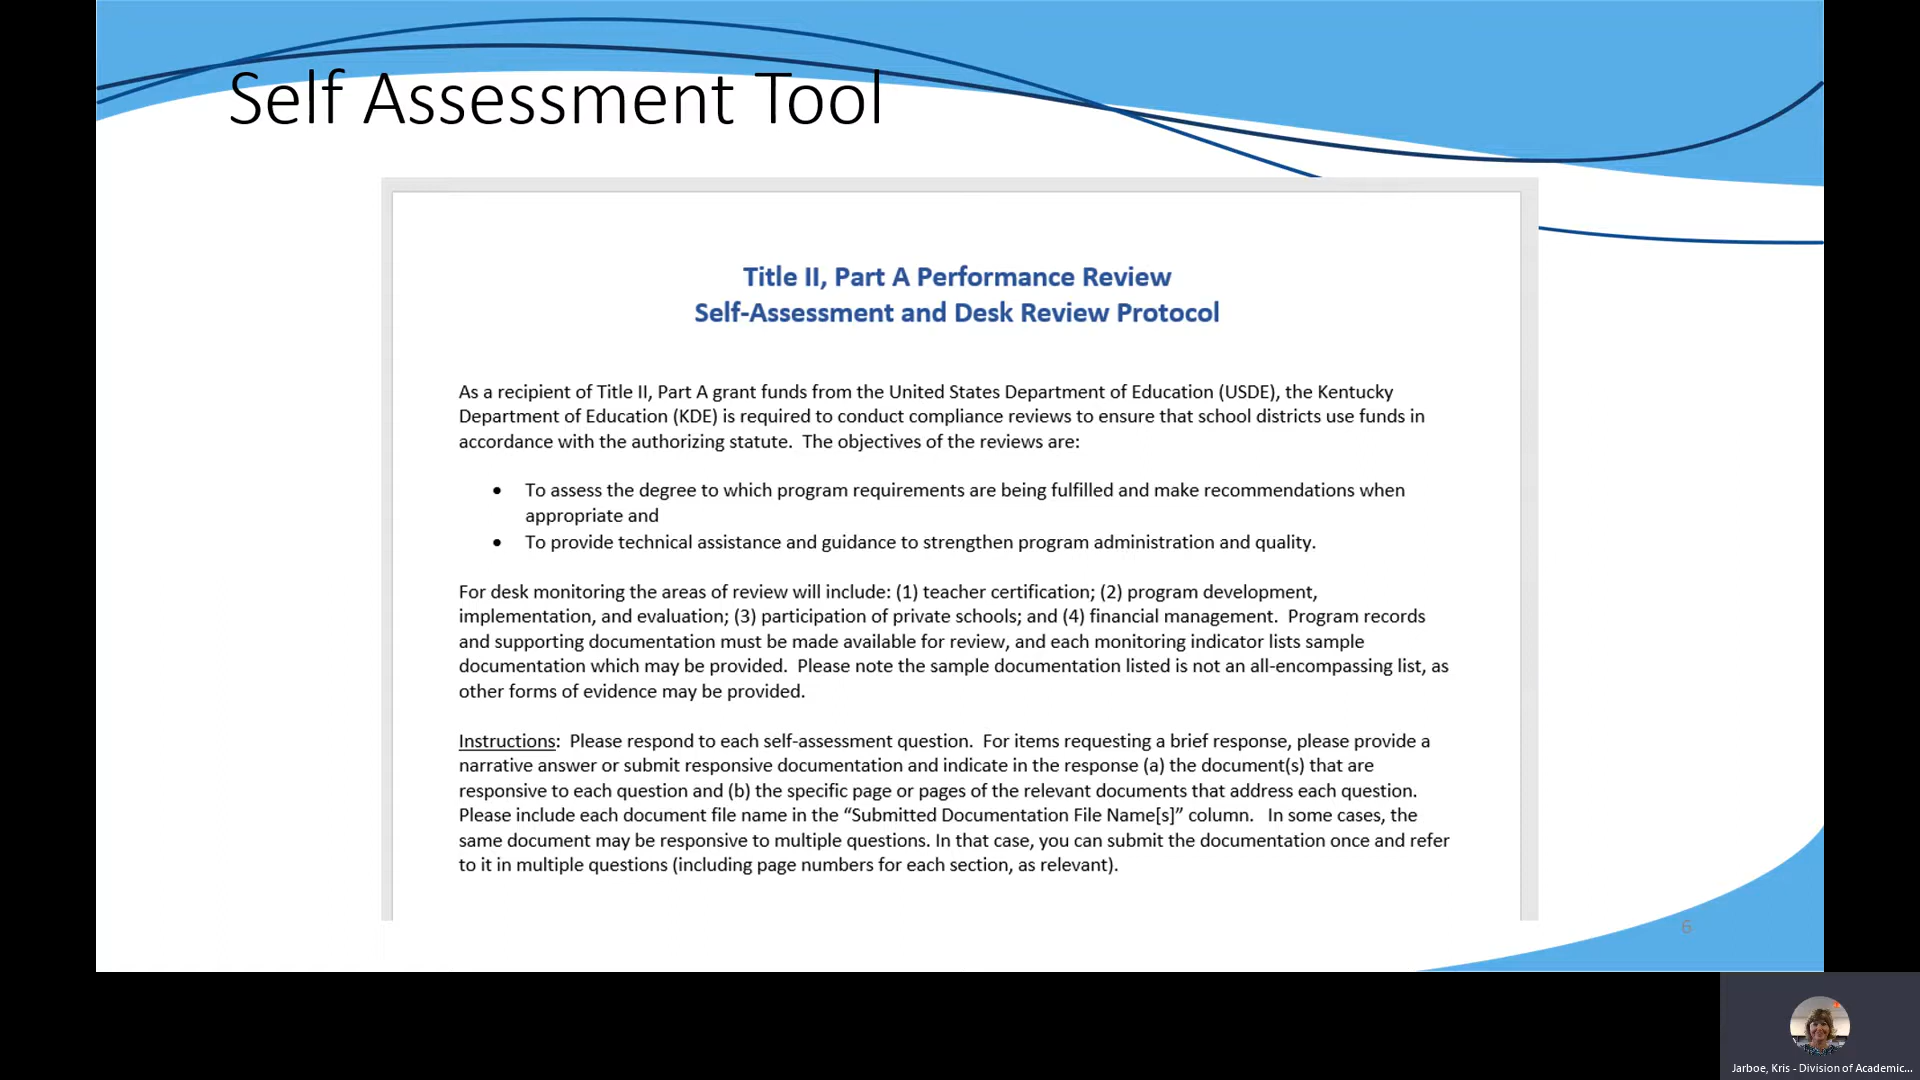 Self Assessment Tool
Title II, Part A Performance Review
Self-Assessment and Desk Review Protocol
As a recipient of Title II, Part A grant funds from the United States Department of Education (USDE), the Kentucky
Department of Education (KDE) is required to conduct compliance reviews to ensure that school districts use funds in
accordance with the authorizing statute.  The objectives of the reviews are:
• To assess the degree to which program requirements are being fulfilled and make recommendations when
appropriate and
• To provide technical assistance and guidance to strengthen program administration and quality.
For desk monitoring the areas of review will include: (1) teacher certification; (2) program development,
implementation, and evaluation; (3) participation of private schools; and (4) financial management.  Program records
and supporting documentation must be made available for review, and each monitoring indicator lists sample
documentation which may be provided.  Please note the sample documentation listed is not an all-encompassing list, as
other forms of evidence may be provided.
Instructions:  Please respond to each self-assessment question.  For items requesting a brief response, please provide a
narrative answer or submit responsive documentation and indicate in the response (a) the document(s) that are
responsive to each question and (b) the specific page or pages of the relevant documents that address each question.
Please include each document file name in the “Submitted Documentation File Name[s]” column.   In some cases, the
same document may be responsive to multiple questions. In that case, you can submit the documentation once and refer
to it in multiple questions (including page numbers for each section, as relevant).
6
Jarboe, Kris - Division of Academic...